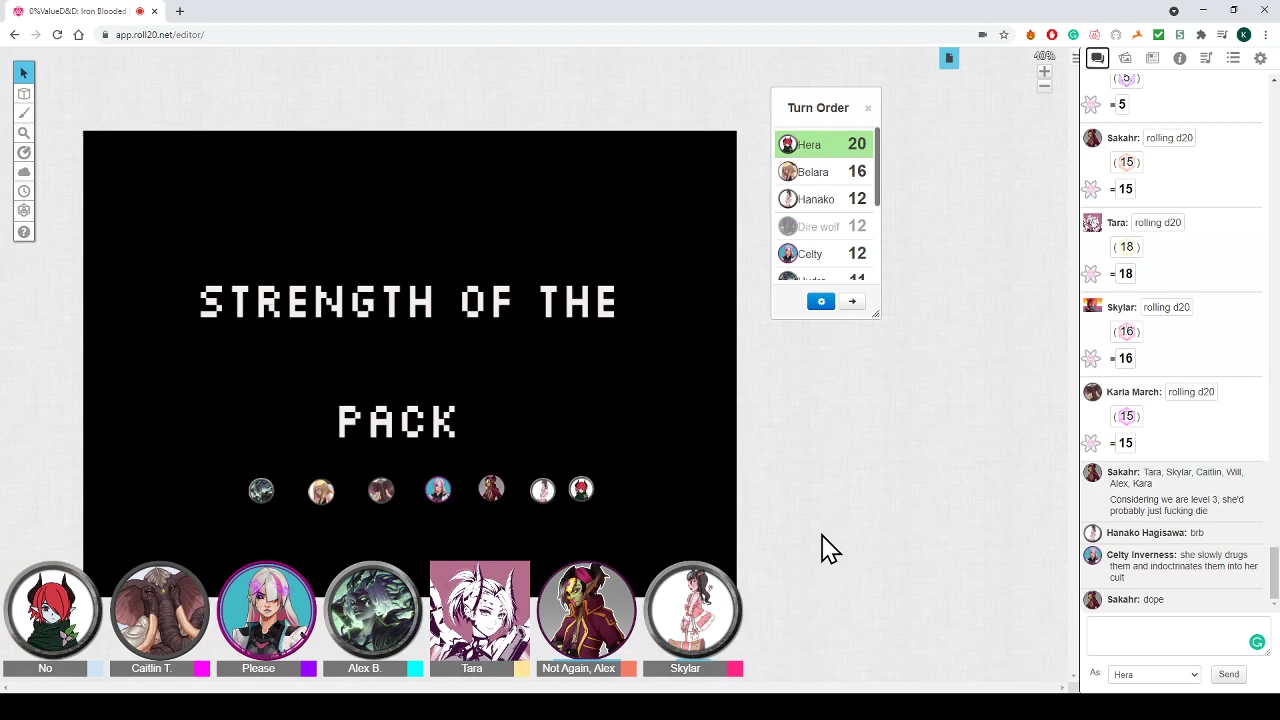 0%ValueD&D: Iron Blooded
app.roll20.net/editor/
K
40%
Turn Order
Hera 20
Belara 16
Hanako 12
Dire wolf 12
Celty 12
STRENGTH OF THE
PACK
No
Caitlin T.
Please
Alex B.
Tara
Not Again, Alex
Skylar
(5)
= 5
Sakahr: rolling d20
(15)
= 15
Tara: rolling d20
(18)
= 18
Skylar: rolling d20
(16)
= 16
Karla March: rolling d20
(15)
= 15
Sakahr: Tara, Skylar, Caitlin, Will,
Alex, Kara
Considering we are level 3, she'd
probably just fucking die
Hanako Hagisawa: brb
Celty Inverness: she slowly drugs
them and indoctrinates them into her
cult
Sakahr: dope
As: Hera Send